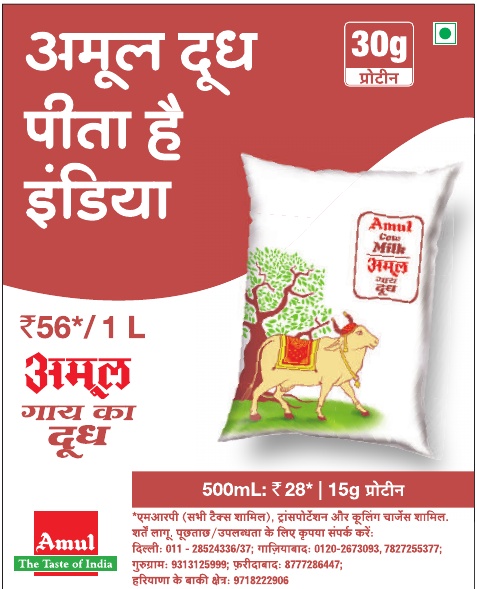 अमूल दूध
पीता है
इंडिया
30g
प्रोटीन
Amul
Cow
Milk
अमूल
गाय
दूध
₹56*/ 1 L
अमूल
गाय का
दूध
500mL: ₹ 28* | 15g प्रोटीन
*एमआरपी (सभी टैक्स शामिल), ट्रांसपोर्टेशन और कूलिंग चार्जेस शामिल.
शर्तें लागू. पूछताछ/उपलब्धता के लिए कृपया संपर्क करें:
दिल्ली: 011 - 28524336/37; गाज़ियाबाद: 0120-2673093, 7827255377;
गुरुग्राम: 9313125999; फ़रीदाबाद: 8777286447;
हरियाणा के बाकी क्षेत्र: 9718222906
Amul
The Taste of India